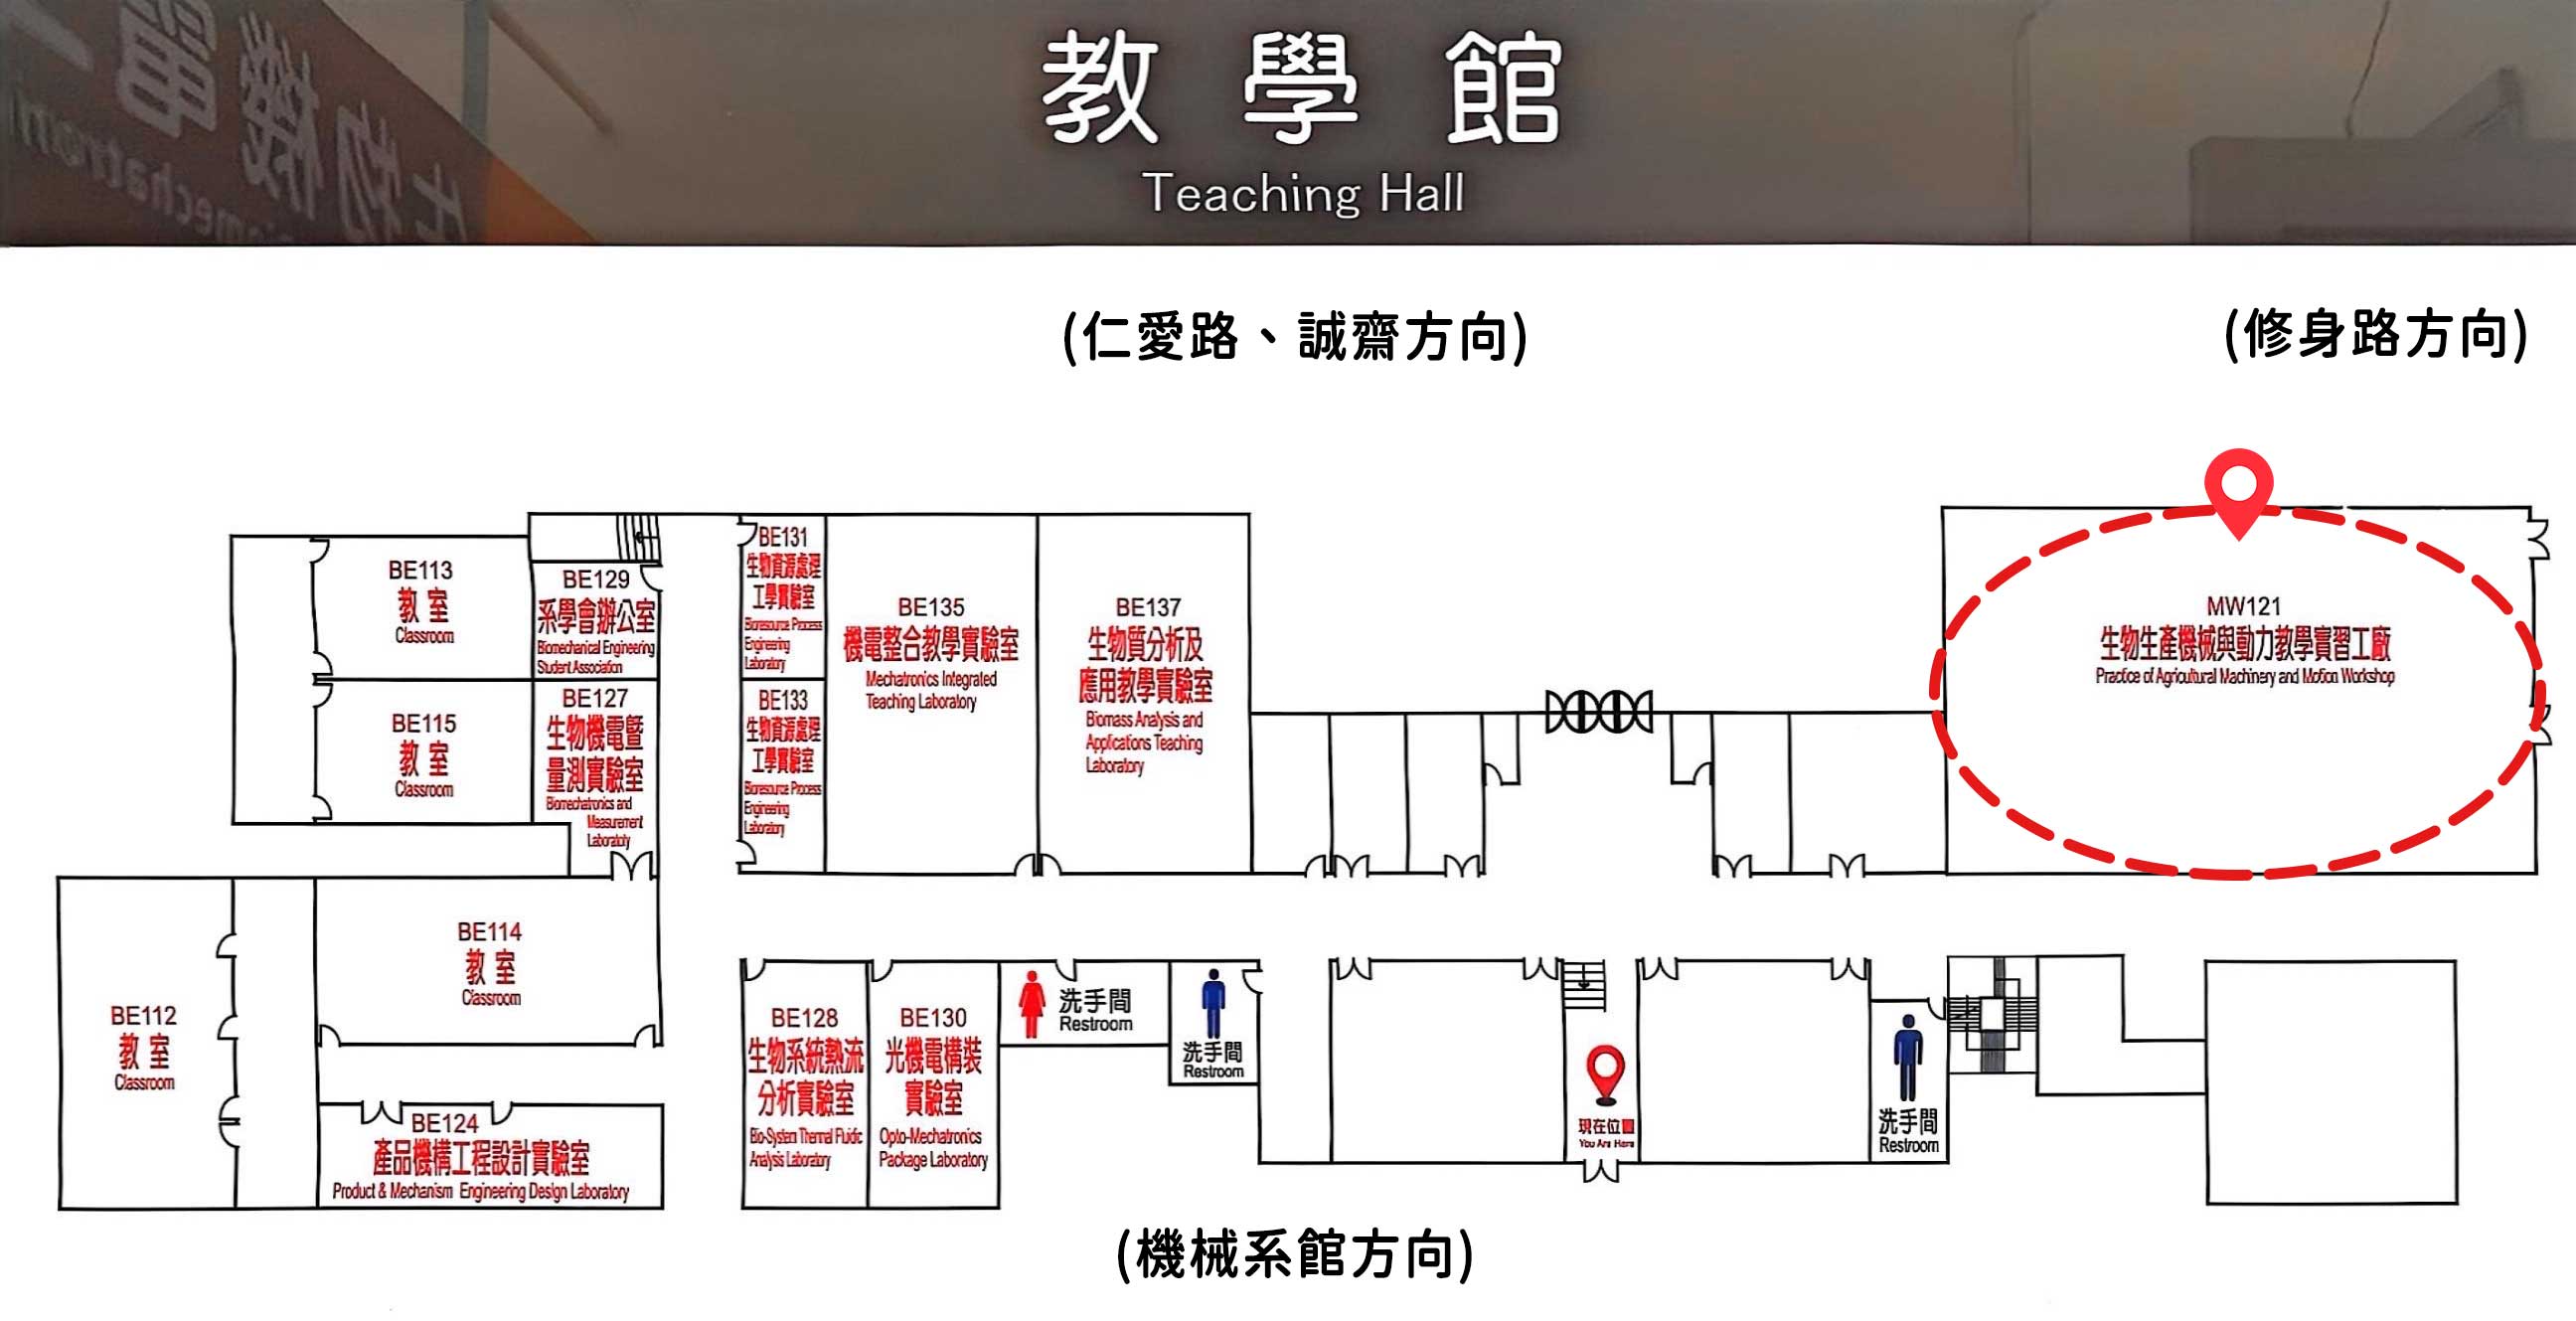 教 學 館
Teaching Hall
(仁愛路、誠齋方向)
(修身路方向)
BE113
教 室
Classroom
BE129
系學會辦公室
Biomechanical Engineering
Student Association
BE115
教 室
Classroom
BE127
生物機電暨
量測實驗室
Biomechatronics and
Measurement
Laboratoty
BE131
生物資源處理
工學實驗室
Bioresource Process
Engineering
Laboratory
BE133
生物資源處理
工學實驗室
Bioresource Process
Engineering
Laboratory
BE135
機電整合教學實驗室
Mechatronics Integrated
Teaching Laboratory
BE137
生物質分析及
應用教學實驗室
Biomass Analysis and
Applications Teaching
Laboratory
MW121
生物生產機械與動力教學實習工廠
Practice of Agricultural Machinery and Motion Workshop
BE112
教 室
Classroom
BE114
教 室
Classroom
BE124
產品機構工程設計實驗室
Product & Mechanism Engineering Design Laboratory
BE128
生物系統熱流
分析實驗室
Bio-System Thermal Fluidic
Analysis Laboratory
BE130
光機電構裝
實驗室
Opto-Mechatronics
Package Laboratory
洗手間
Restroom
洗手間
Restroom
現在位置
You Are Here
洗手間
Restroom
(機械系館方向)